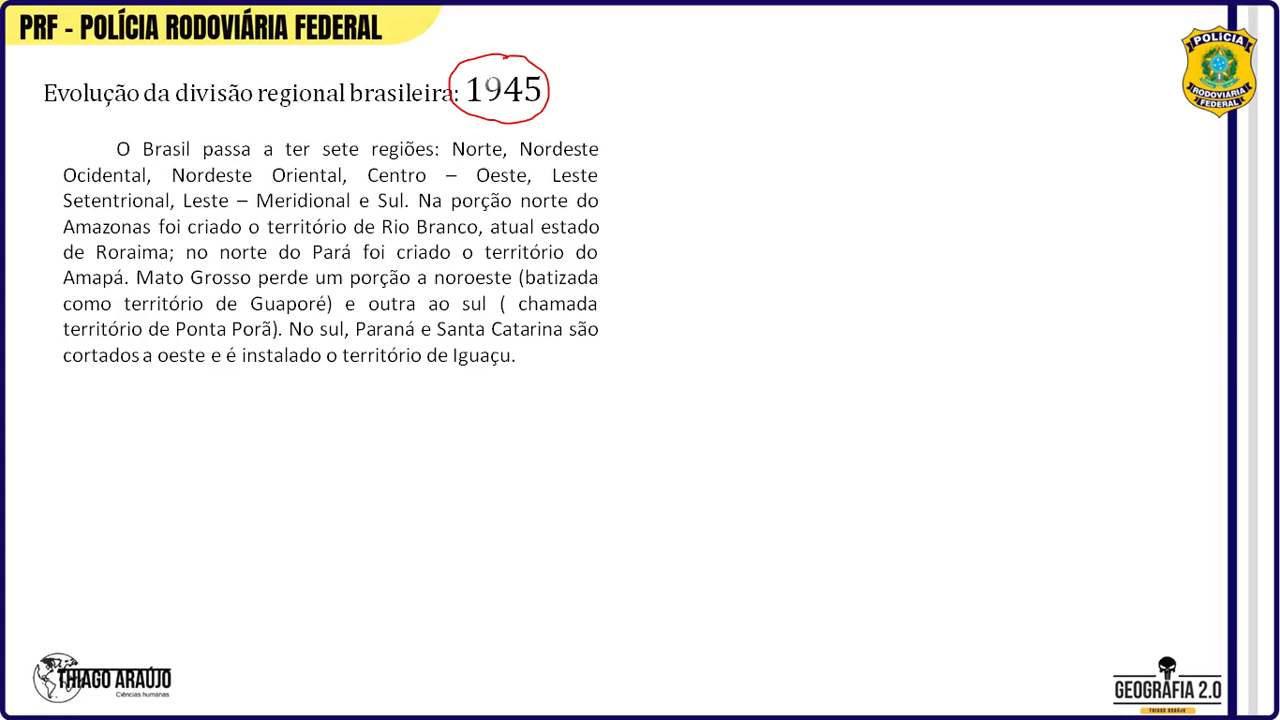 PRF - POLÍCIA RODOVIÁRIA FEDERAL
POLICIA
RODOVIARIA
FEDERAL
Evolução da divisão regional brasileira: 1945
O Brasil passa a ter sete regiões: Norte, Nordeste
Ocidental, Nordeste Oriental, Centro – Oeste, Leste
Setentrional, Leste – Meridional e Sul. Na porção norte do
Amazonas foi criado o território de Rio Branco, atual estado
de Roraima; no norte do Pará foi criado o território do
Amapá. Mato Grosso perde um porção a noroeste (batizada
como território de Guaporé) e outra ao sul ( chamada
território de Ponta Porã). No sul, Paraná e Santa Catarina são
cortados a oeste e é instalado o território de Iguaçu.
THIAGO ARAÚJO
Ciências humanas
GEOGRAFIA 2.0
THIAGO ARAÚJO